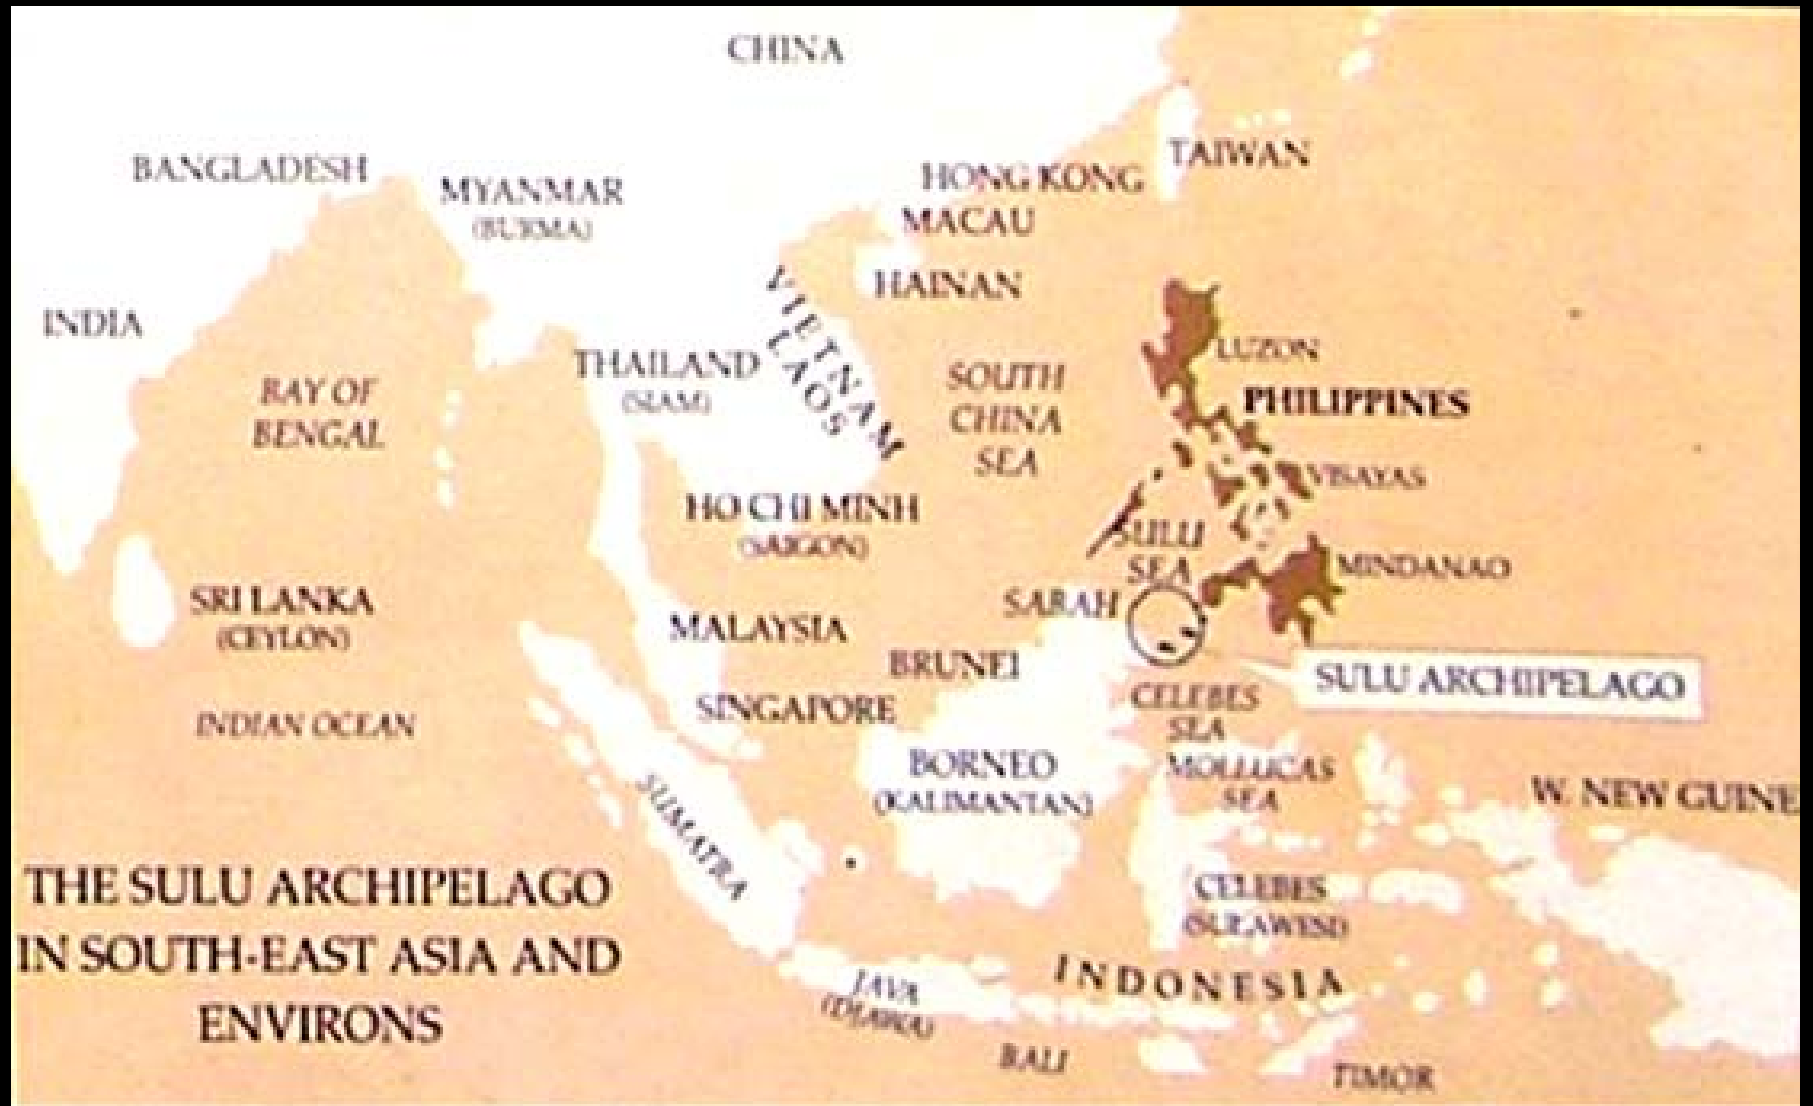 CHINA
TAIWAN
BANGLADESH
HONG KONG
MYANMAR
(BURMA)
MACAU
HAINAN
INDIA
VIETNAM
LAOS
LUZON
THAILAND
(SIAM)
BAY OF
BENGAL
SOUTH
CHINA
SEA
PHILIPPINES
VISAYAS
HO CHI MINH
(SAIGON)
SULU
SEA
MINDANAO
SRI LANKA
(CEYLON)
SARAH
MALAYSIA
BRUNEI
SULU ARCHIPELAGO
CELEBES
SEA
SINGAPORE
INDIAN OCEAN
BORNEO
(KALIMANTAN)
MOLLUCAS
SEA
W. NEW GUINE
SUMATRA
THE SULU ARCHIPELAGO
IN SOUTH-EAST ASIA AND
ENVIRONS
CELEBES
(SULAWESI)
INDONESIA
JAVA
(DJAWA)
BALI
TIMOR